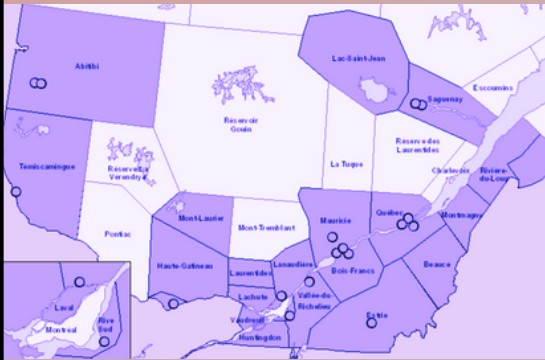 Abitibi
Lac-Saint-Jean
Saguenay
Escoumins
Réservoir
Gouin
Réserve des
Laurentides
La Tuque
Charlevoix
Rivière-
du-Loup
Témiscamingue
Réserve La
Vérendrye
Pontiac
Mont-Laurier
Mont-Tremblant
Mauricie
Québec
Montmagny
Haute-Gatineau
Laurentides
Lanaudière
Bois-Francs
Beauce
Lachute
Vallée-du-
Richelieu
Vaudreuil
Huntingdon
Estrie
Laval
Montréal
Rive
Sud